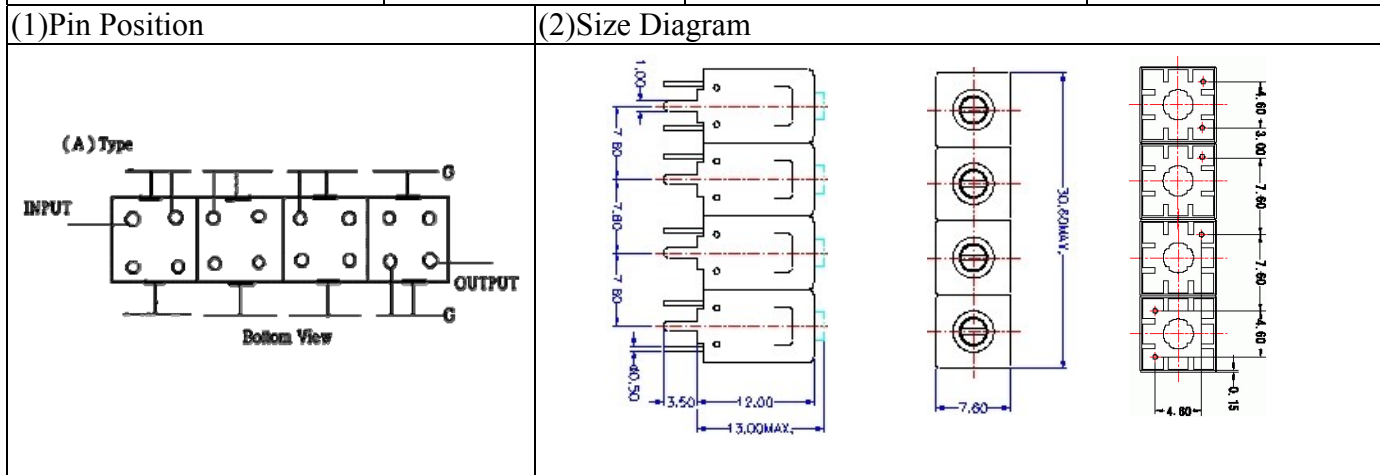 (1)Pin Position
(2)Size Diagram
(A)Type
G
INPUT
OUTPUT
G
Bottom View
1.00
7.80
7.80
7.80
Φ0.50
3.50
12.00
13.00MAX.
30.60MAX.
7.60
4.60
3.00
7.60
7.60
4.60
0.15
4.60